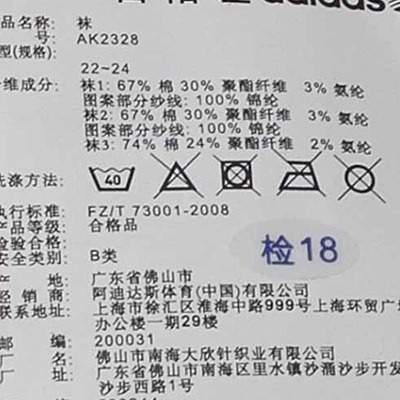 adidas
袜
号: AK2328
型(规格):
22~24
维成分: 袜1: 67% 棉 30% 聚酯纤维 3% 氨纶
图案部分纱线: 100% 锦纶
袜2: 67% 棉 30% 聚酯纤维 3% 氨纶
图案部分纱线: 100% 锦纶
袜3: 74% 棉 24% 聚酯纤维 2% 氨纶
洗涤方法: 40
执行标准: FZ/T 73001-2008
产品等级: 合格品
检验合格: 检18
安全类别: B类
产 地: 广东省佛山市
经 销 商: 阿迪达斯体育(中国)有限公司
联系地址: 上海市徐汇区淮海中路999号上海环贸广场
办公楼一期29楼
邮 编: 200031
厂 名: 佛山市南海大欣针织业有限公司
厂 址: 广东省佛山市南海区里水镇沙涌沙步开发
沙步西路1号